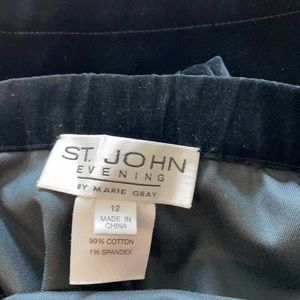 ST. JOHN
EVENING
BY MARIE GRAY
12
MADE IN
CHINA
99% COTTON
1% SPANDEX